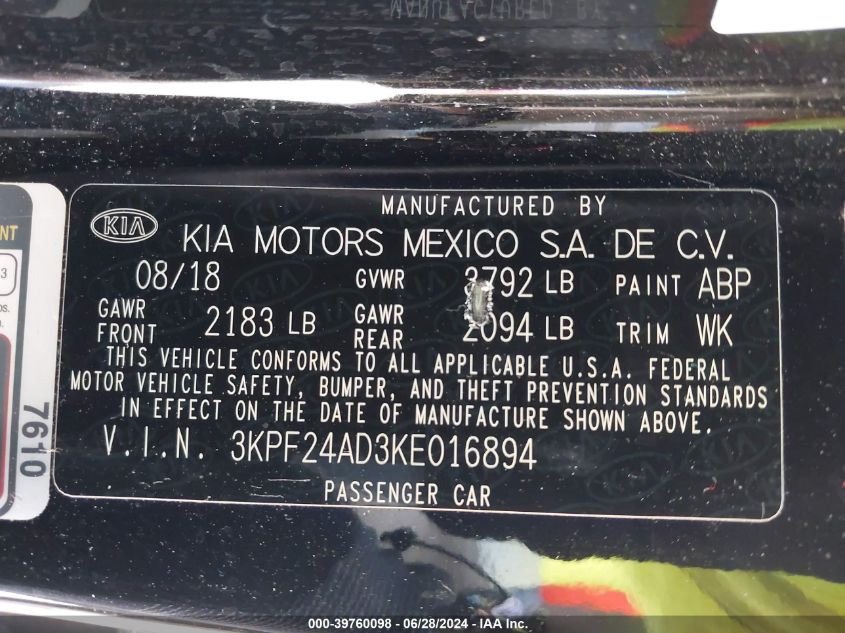 MANUFACTURED BY
KIA KIA MOTORS MEXICO S.A. DE C.V.
08/18 GVWR 3792 LB PAINT ABP
GAWR FRONT 2183 LB GAWR REAR 2094 LB TRIM WK
THIS VEHICLE CONFORMS TO ALL APPLICABLE U.S.A. FEDERAL
MOTOR VEHICLE SAFETY, BUMPER, AND THEFT PREVENTION STANDARDS
IN EFFECT ON THE DATE OF MANUFACTURE SHOWN ABOVE.
V.I.N. 3KPF24AD3KE016894
PASSENGER CAR
7610
000-39760098 - 06/28/2024 - IAA Inc.